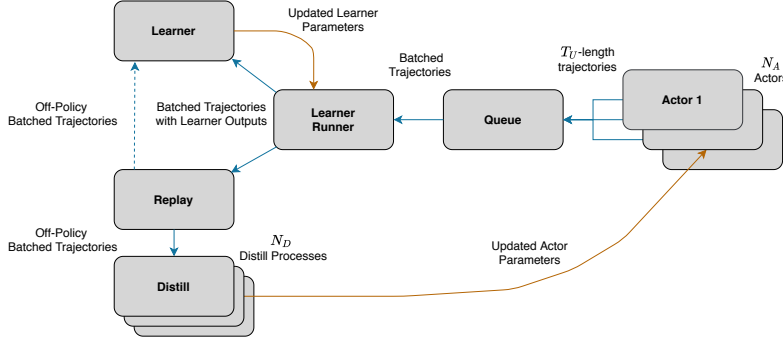 Learner
Updated Learner
Parameters
Off-Policy
Batched Trajectories
Batched Trajectories
with Learner Outputs
Learner
Runner
Batched
Trajectories
Queue
T_U-length
trajectories
N_A
Actors
Actor 1
Replay
Off-Policy
Batched Trajectories
N_D
Distill Processes
Distill
Updated Actor
Parameters